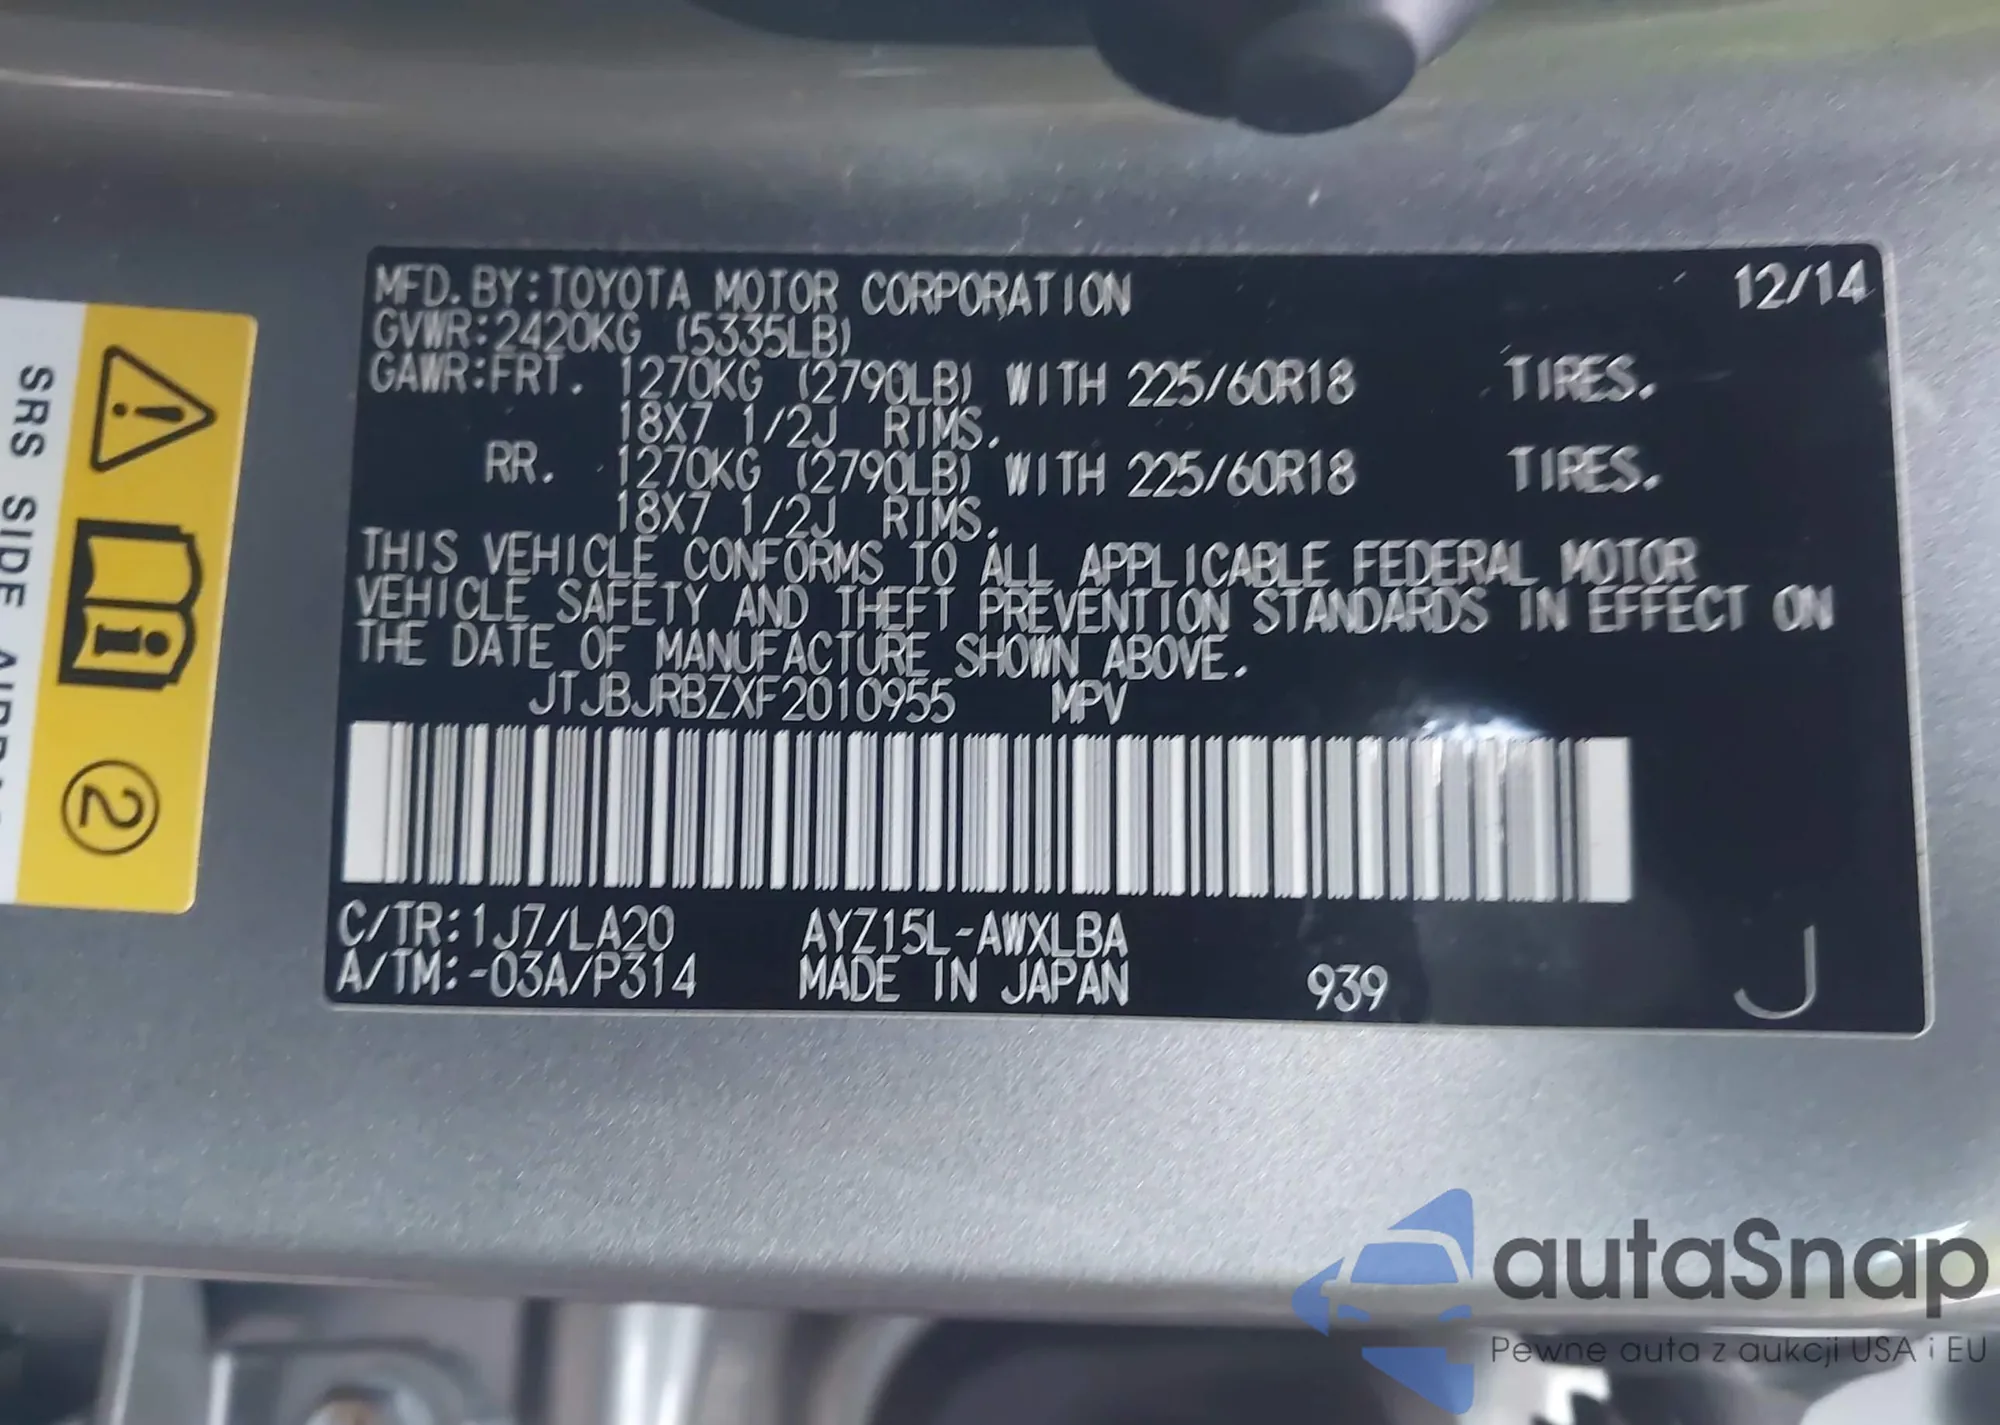 MFD. BY: TOYOTA MOTOR CORPORATION 12/14
GVWR: 2420KG (5335LB)
GAWR: FRT. 1270KG (2790LB) WITH 225/60R18 TIRES.
18X7 1/2J RIMS.
RR. 1270KG (2790LB) WITH 225/60R18 TIRES.
18X7 1/2J RIMS.
THIS VEHICLE CONFORMS TO ALL APPLICABLE FEDERAL MOTOR
VEHICLE SAFETY AND THEFT PREVENTION STANDARDS IN EFFECT ON
THE DATE OF MANUFACTURE SHOWN ABOVE.
JTJBJRBZXF2010955 MPV
C/TR: 1J7/LA20 AYZ15L-AWXLBA
A/TM: -03A/P314 MADE IN JAPAN 939 J
SRS SIDE
2
autaSnap
Pewne auta z aukcji USA i EU